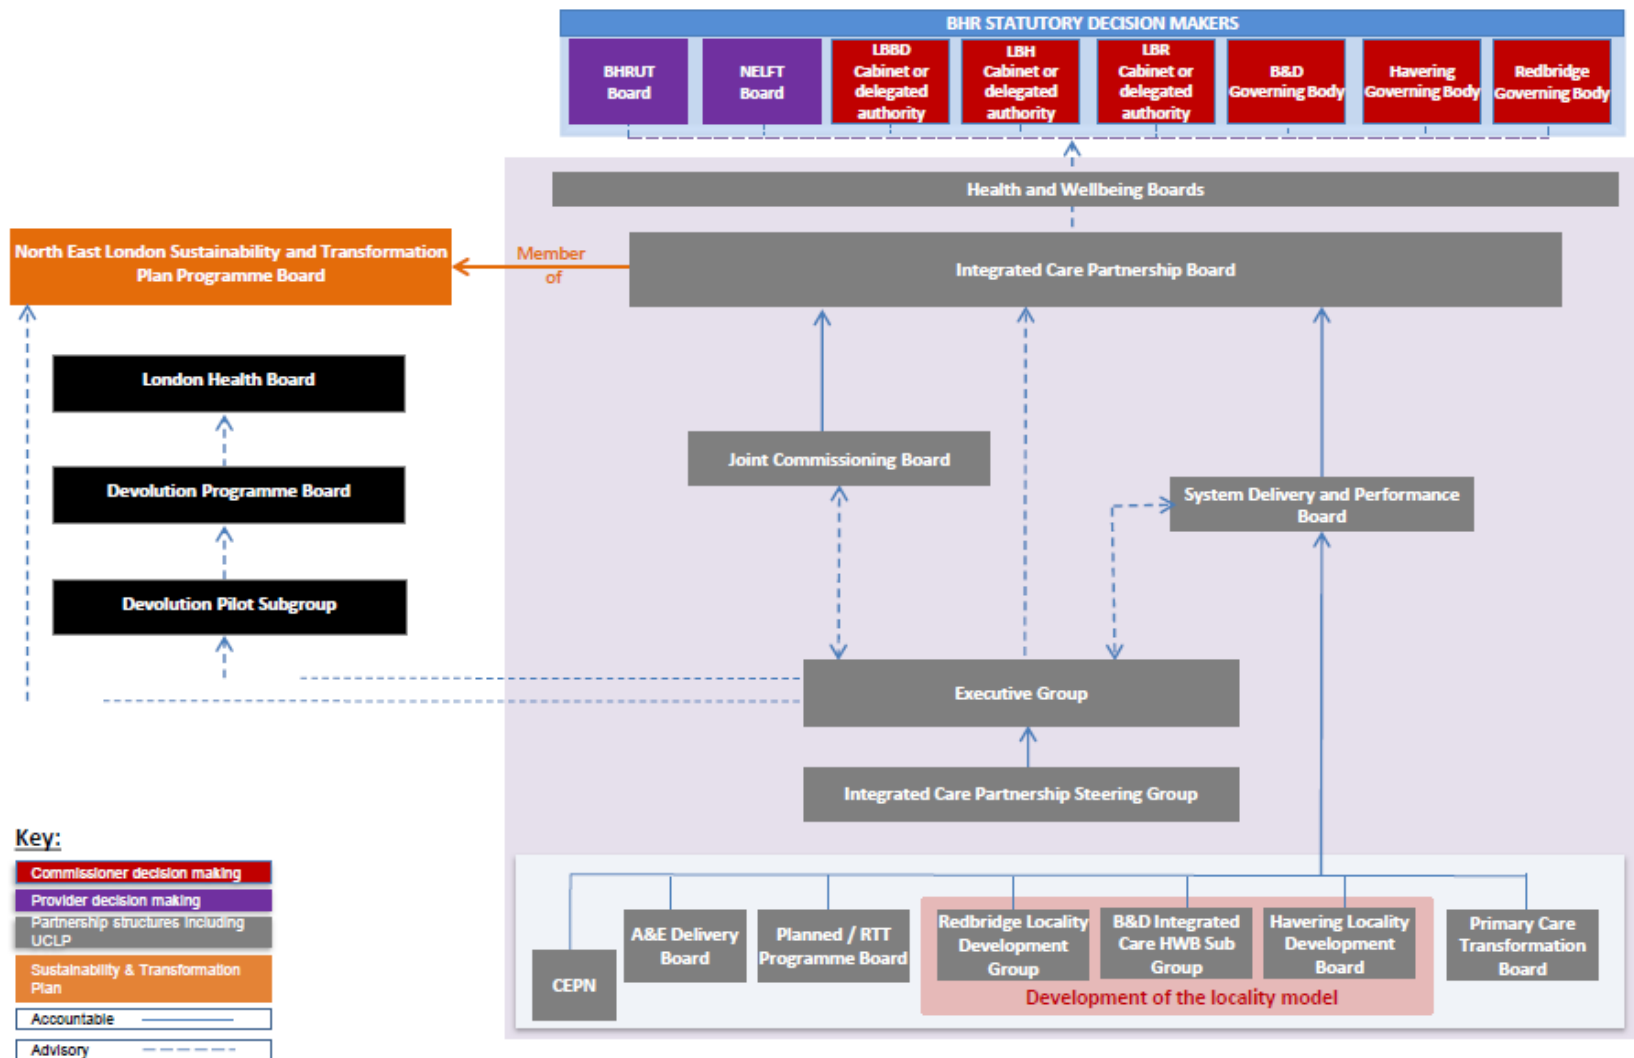 BHR STATUTORY DECISION MAKERS
BHRUT
Board
NELFT
Board
LBBD
Cabinet or
delegated
authority
LBH
Cabinet or
delegated
authority
LBR
Cabinet or
delegated
authority
B&D
Governing Body
Havering
Governing Body
Redbridge
Governing Body
Health and Wellbeing Boards
North East London Sustainability and Transformation
Plan Programme Board
Member
of
Integrated Care Partnership Board
London Health Board
Joint Commissioning Board
Devolution Programme Board
System Delivery and Performance
Board
Devolution Pilot Subgroup
Executive Group
Integrated Care Partnership Steering Group
Key:
Commissioner decision making
Provider decision making
Partnership structures including
UCLP
Sustainability & Transformation
Plan
Accountable
Advisory
CEPN
A&E Delivery
Board
Planned / RTT
Programme Board
Redbridge Locality
Development
Group
B&D Integrated
Care HWB Sub
Group
Havering Locality
Development
Board
Primary Care
Transformation
Board
Development of the locality model